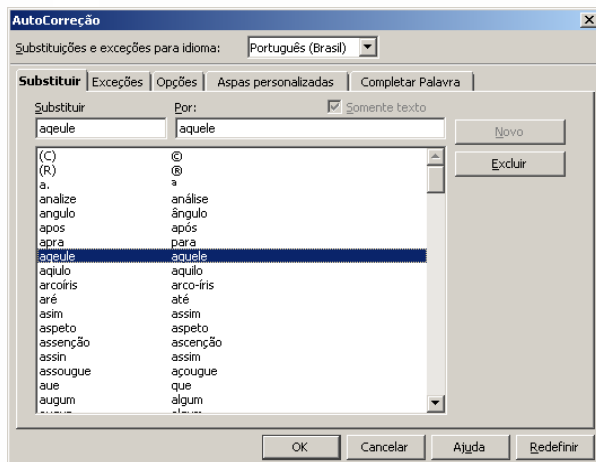 AutoCorreção
Substituições e exceções para idioma: Português (Brasil)
Substituir Exceções Opções Aspas personalizadas Completar Palavra
Substituir Por: Somente texto
aqeule aquele Novo
Excluir
(C) ©
(R) ®
a. ª
analize análise
angulo ângulo
apos após
apra para
aqeule aquele
aqiulo aquilo
arcoíris arco-íris
aré até
asim assim
aspeto aspecto
assenção ascenção
assin assim
assougue açougue
aue que
augum algum
OK Cancelar Ajuda Redefinir